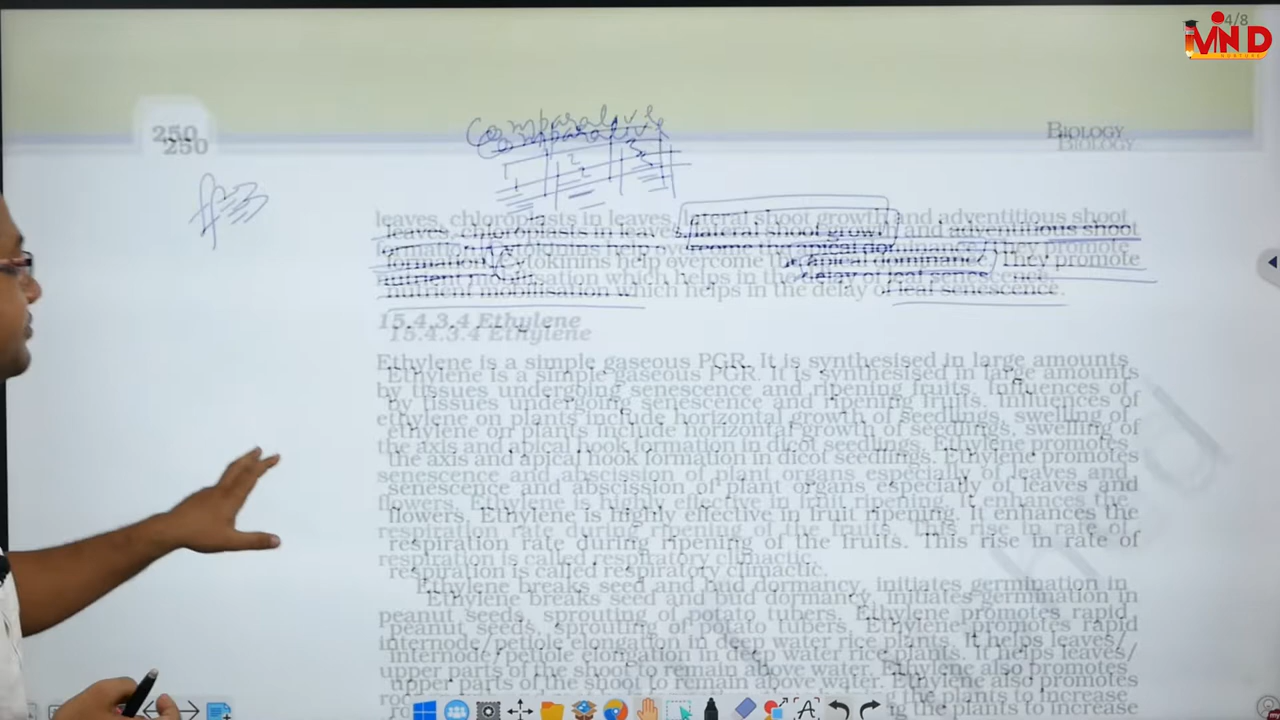 4/8
MIND
NURTURE
250
Comparative
BIOLOGY
leaves, chloroplasts in leaves, lateral shoot growth and adventitious shoot
formation. Cytokinins help overcome the apical dominance. They promote
nutrient mobilisation which helps in the delay of leaf senescence.
15.4.3.4 Ethylene
Ethylene is a simple gaseous PGR. It is synthesised in large amounts
by tissues undergoing senescence and ripening fruits. Influences of
ethylene on plants include horizontal growth of seedlings, swelling of
the axis and apical hook formation in dicot seedlings. Ethylene promotes
senescence and abscission of plant organs especially of leaves and
flowers. Ethylene is highly effective in fruit ripening. It enhances the
respiration rate during ripening of the fruits. This rise in rate of
respiration is called respiratory climactic.
Ethylene breaks seed and bud dormancy, initiates germination in
peanut seeds, sprouting of potato tubers. Ethylene promotes rapid
internode/petiole elongation in deep water rice plants. It helps leaves/
upper parts of the shoot to remain above water. Ethylene also promotes
g the plants to increase